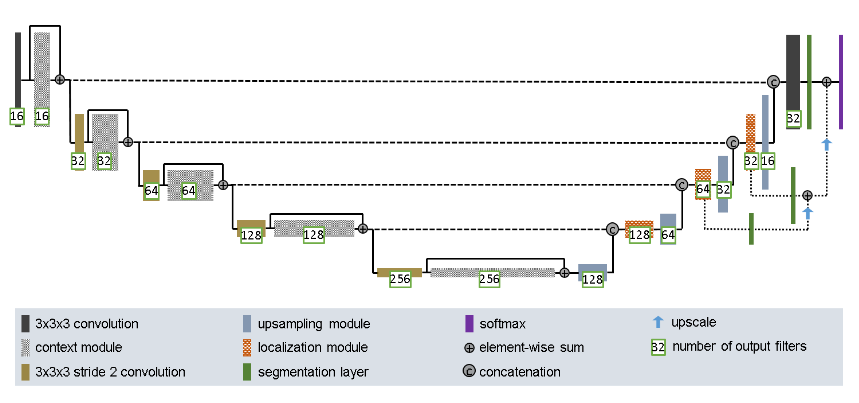 16
16
32
32
64
64
128
128
256
256
128
C
128
64
C
64
32
C
32
16
C
32
3x3x3 convolution
context module
3x3x3 stride 2 convolution
upsampling module
localization module
segmentation layer
softmax
element-wise sum
C concatenation
upscale
32 number of output filters